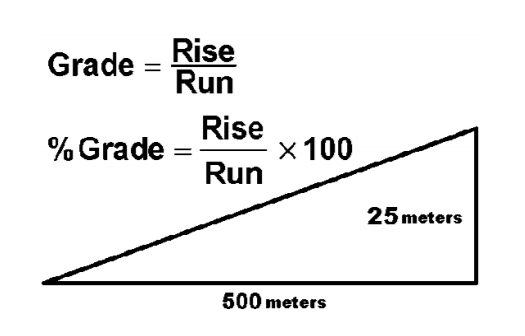 Grade = Rise/Run
% Grade = Rise/Run × 100
25 meters
500 meters